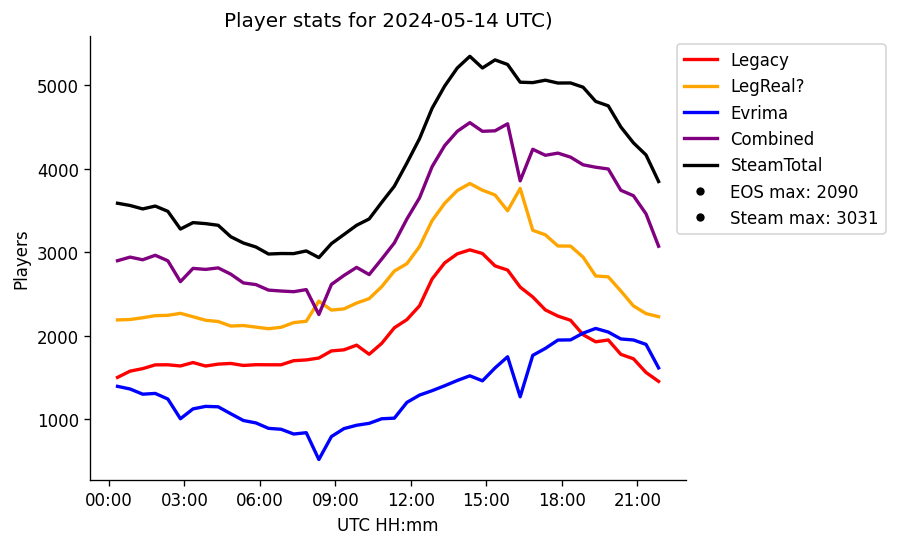 Player stats for 2024-05-14 UTC)
Legacy
LegReal?
Evrima
Combined
SteamTotal
EOS max: 2090
Steam max: 3031
Players
5000
4000
3000
2000
1000
00:00 03:00 06:00 09:00 12:00 15:00 18:00 21:00
UTC HH:mm